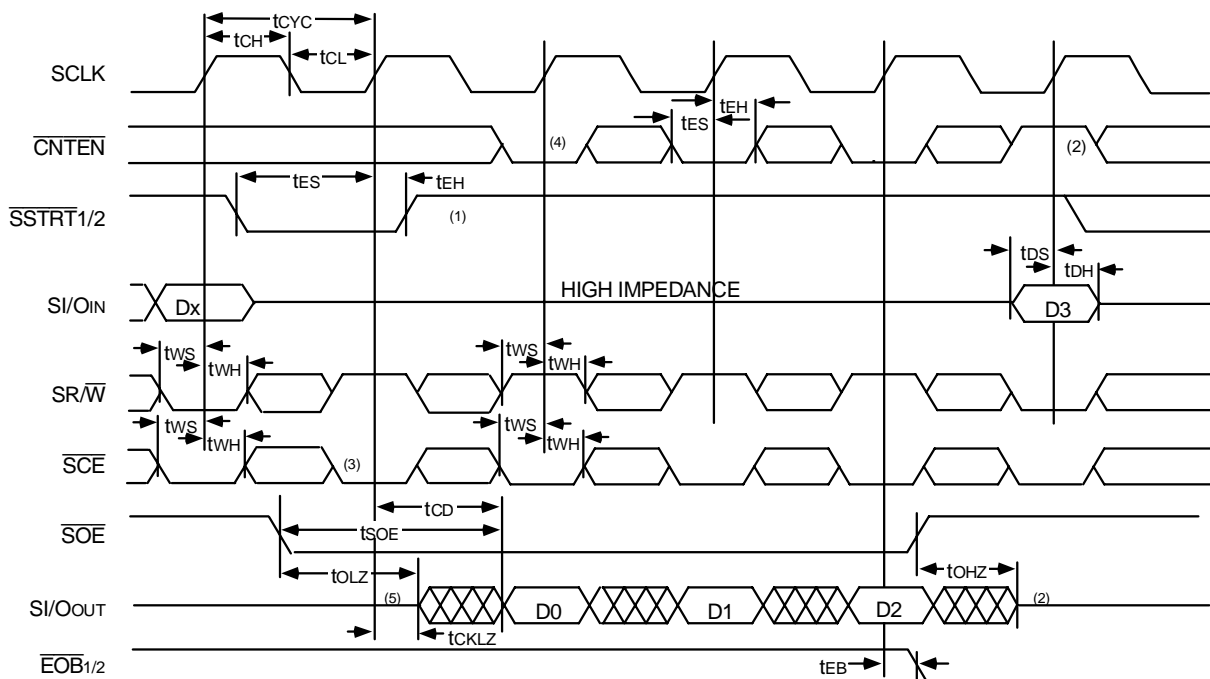 tCYC
tCH
tCL
SCLK
tEH
tES
CNTEN
(4)
(2)
tES
tEH
SSTRT1/2
(1)
tDS
tDH
SI/OIN
Dx
HIGH IMPEDANCE
D3
tWS
tWH
tWS
tWH
SR/W
tWS
tWH
tWS
tWH
SCE
(3)
tCD
SOE
tSOE
tOLZ
tOHZ
SI/OOUT
(5)
D0
D1
D2
(2)
tCKLZ
EOB1/2
tEB